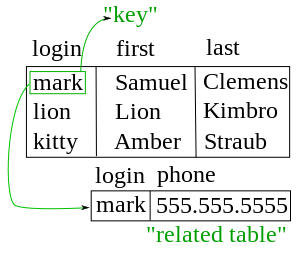 "key"
login first last
mark Samuel Clemens
lion Lion Kimbro
kitty Amber Straub
login phone
mark 555.555.5555
"related table"